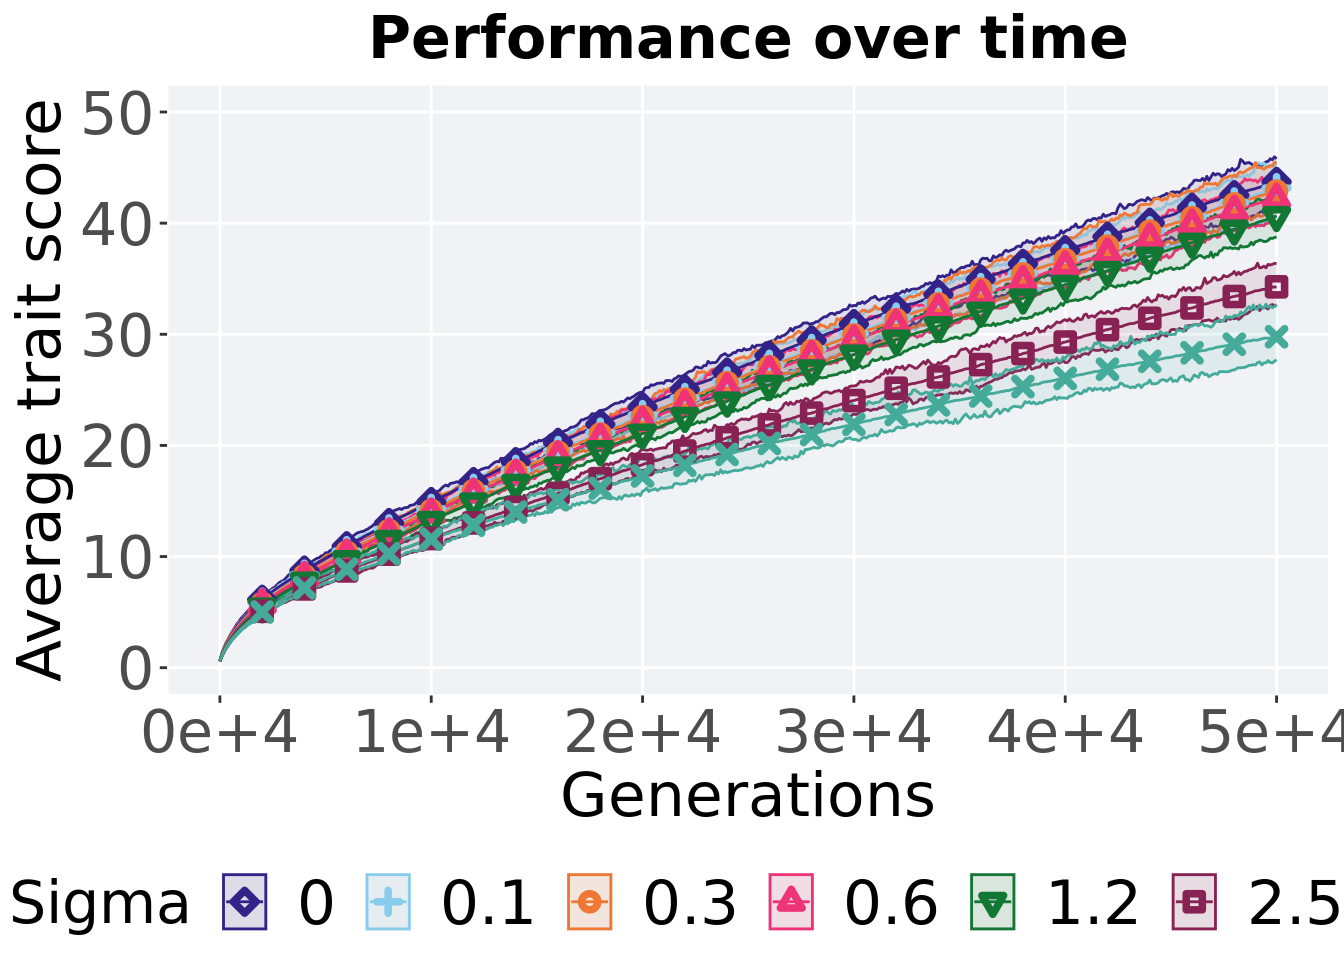 Performance over time
Average trait score
50
40
30
20
10
0
0e+4 1e+4 2e+4 3e+4 4e+4 5e+4
Generations
Sigma 0 0.1 0.3 0.6 1.2 2.5